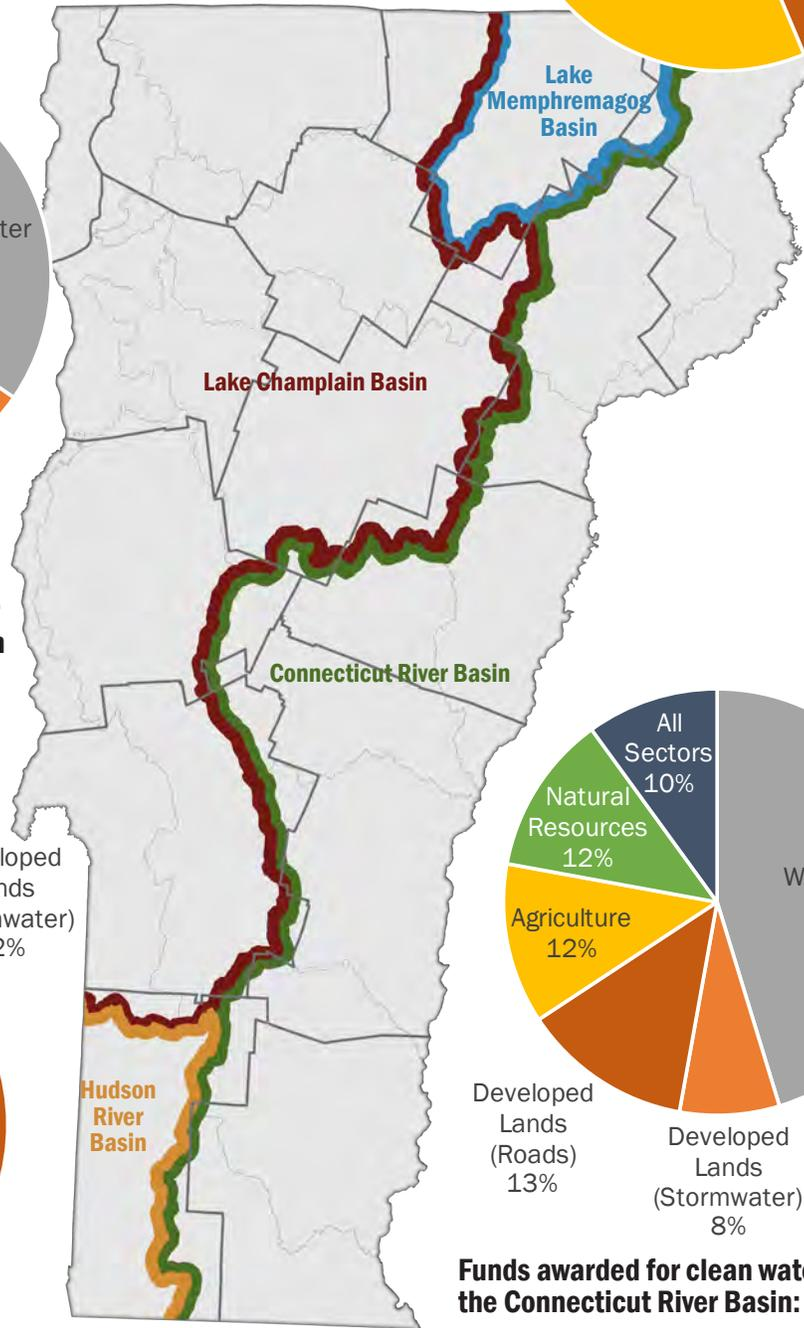 Lake
Memphremagog
Basin
Lake Champlain Basin
Connecticut River Basin
Hudson
River
Basin
All
Sectors
10%
Natural
Resources
12%
Agriculture
12%
Developed
Lands
(Roads)
13%
Developed
Lands
(Stormwater)
8%
Funds awarded for clean wat
the Connecticut River Basin: